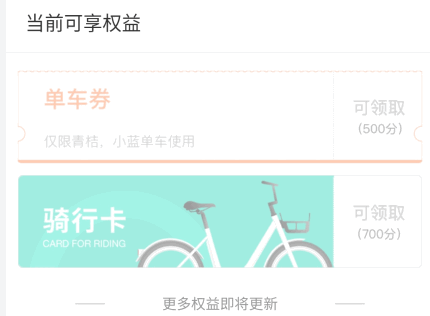 当前可享权益
单车券
可领取
(500分)
仅限青桔，小蓝单车使用
骑行卡
CARD FOR RIDING
可领取
(700分)
更多权益即将更新